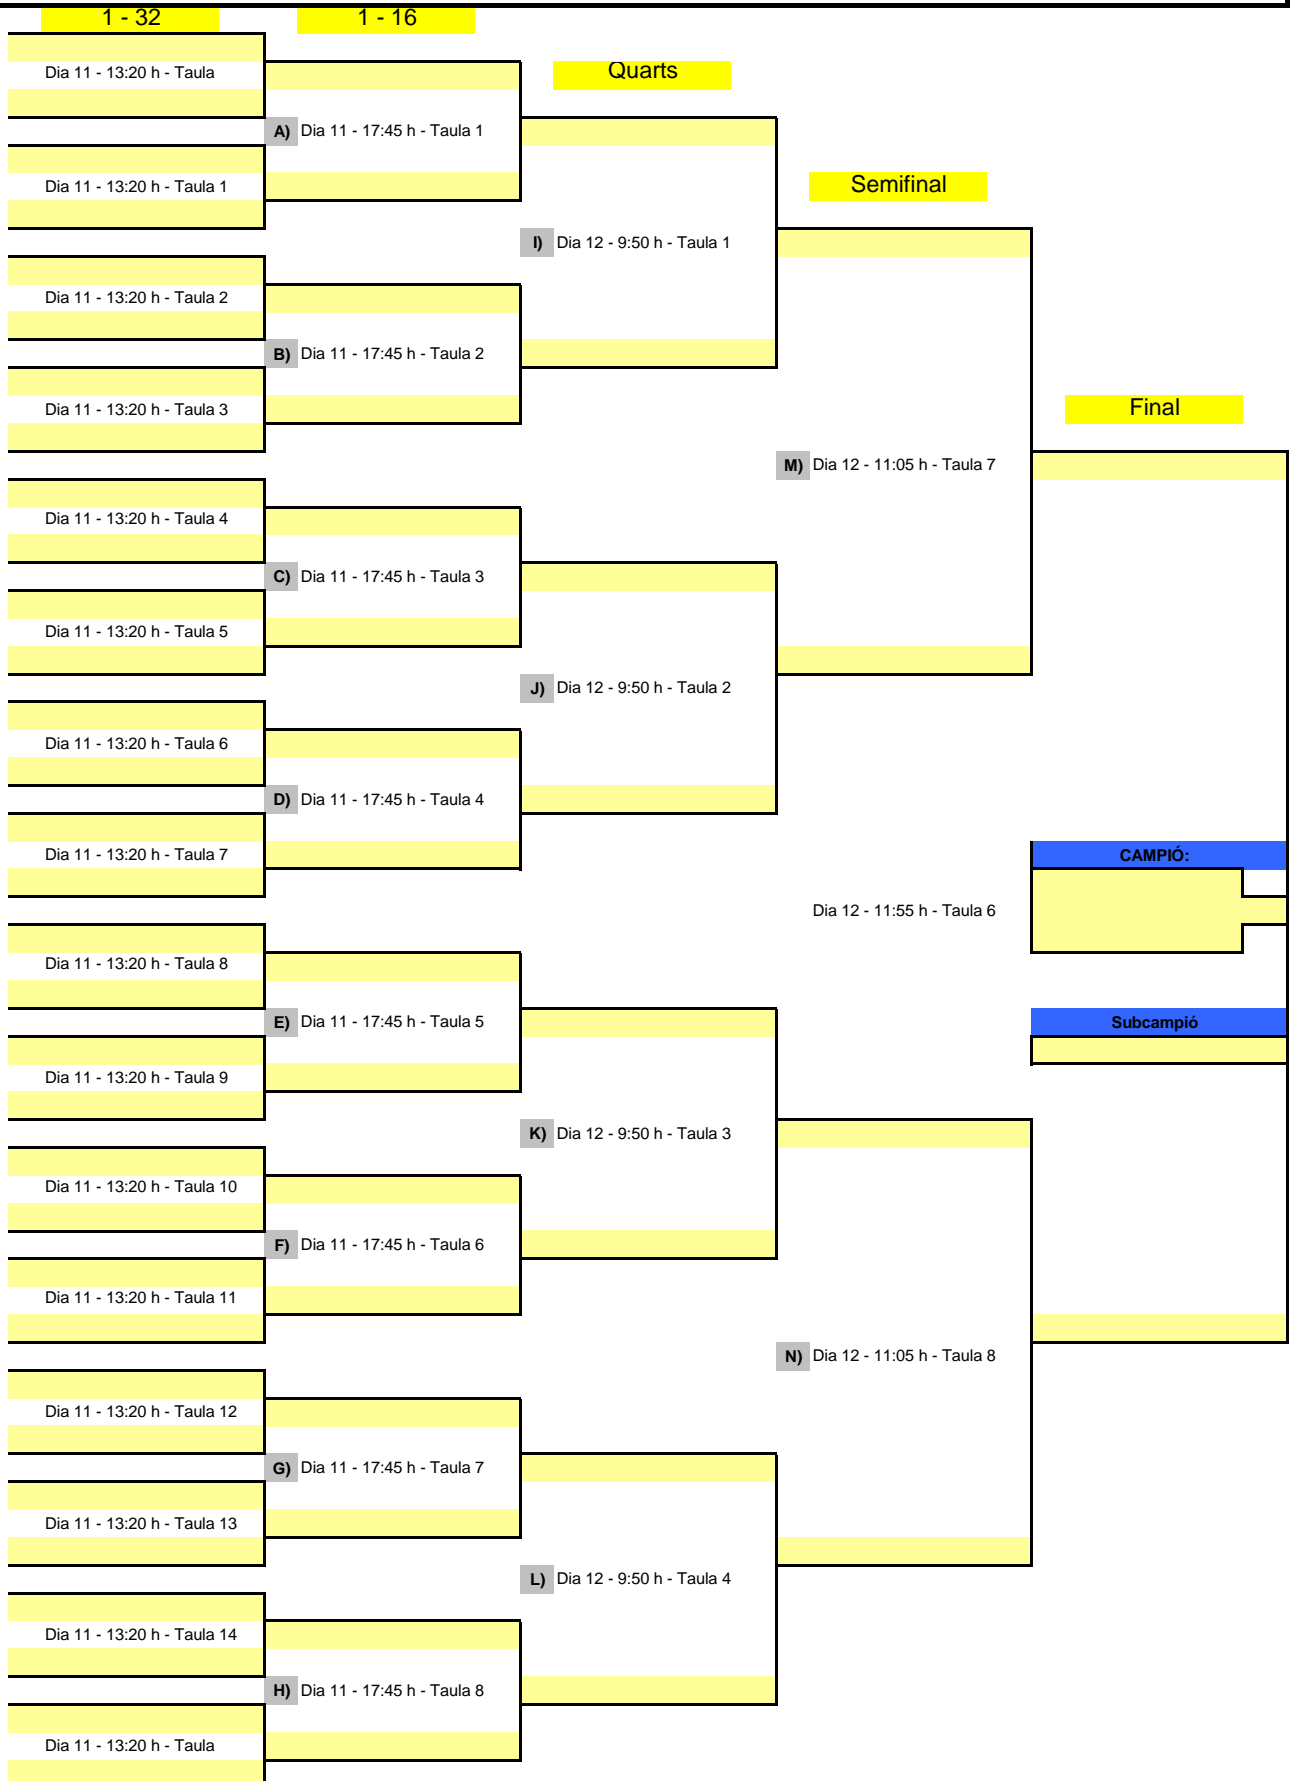 1 - 32
1 - 16
Dia 11 - 13:20 h - Taula
Quarts
A) Dia 11 - 17:45 h - Taula 1
Dia 11 - 13:20 h - Taula 1
Semifinal
I) Dia 12 - 9:50 h - Taula 1
Dia 11 - 13:20 h - Taula 2
B) Dia 11 - 17:45 h - Taula 2
Dia 11 - 13:20 h - Taula 3
Final
M) Dia 12 - 11:05 h - Taula 7
Dia 11 - 13:20 h - Taula 4
C) Dia 11 - 17:45 h - Taula 3
Dia 11 - 13:20 h - Taula 5
J) Dia 12 - 9:50 h - Taula 2
Dia 11 - 13:20 h - Taula 6
D) Dia 11 - 17:45 h - Taula 4
Dia 11 - 13:20 h - Taula 7
CAMPIÓ:
Dia 12 - 11:55 h - Taula 6
Dia 11 - 13:20 h - Taula 8
E) Dia 11 - 17:45 h - Taula 5
Subcampió
Dia 11 - 13:20 h - Taula 9
K) Dia 12 - 9:50 h - Taula 3
Dia 11 - 13:20 h - Taula 10
F) Dia 11 - 17:45 h - Taula 6
Dia 11 - 13:20 h - Taula 11
N) Dia 12 - 11:05 h - Taula 8
Dia 11 - 13:20 h - Taula 12
G) Dia 11 - 17:45 h - Taula 7
Dia 11 - 13:20 h - Taula 13
L) Dia 12 - 9:50 h - Taula 4
Dia 11 - 13:20 h - Taula 14
H) Dia 11 - 17:45 h - Taula 8
Dia 11 - 13:20 h - Taula